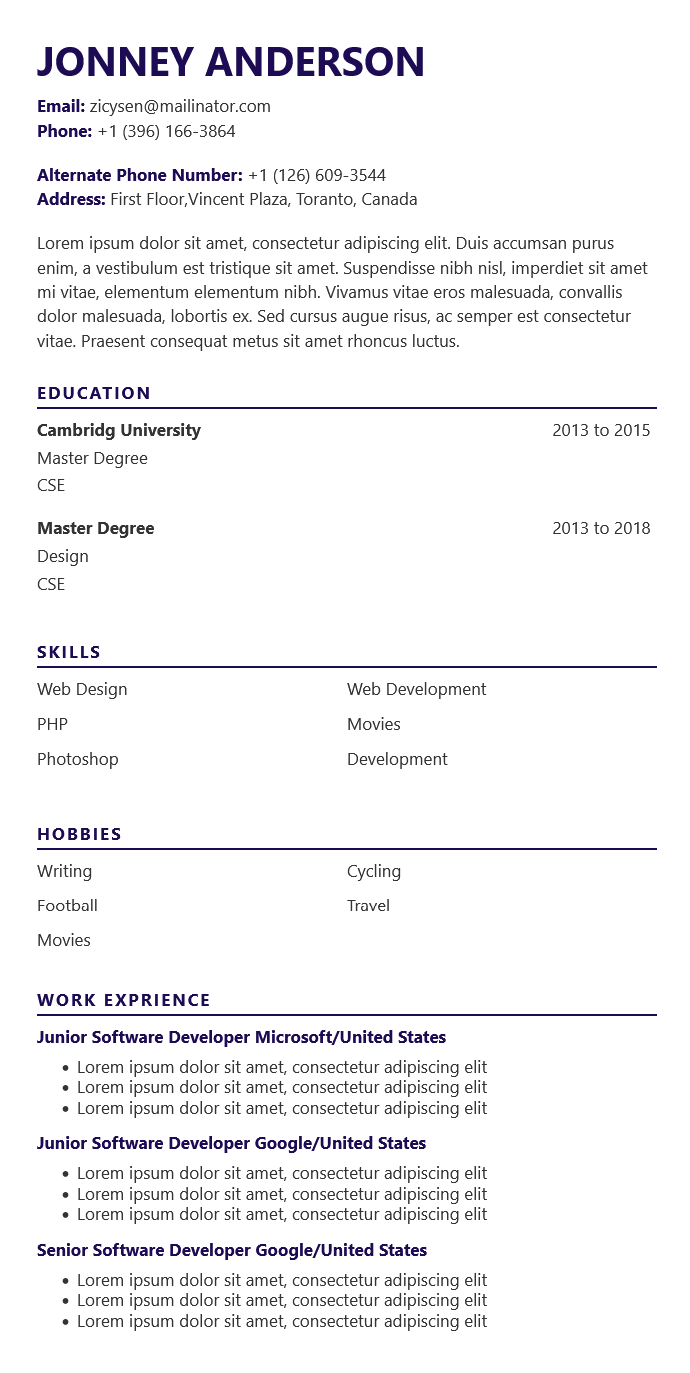 JONNEY ANDERSON
Email: zicysen@mailinator.com
Phone: +1 (396) 166-3864
Alternate Phone Number: +1 (126) 609-3544
Address: First Floor,Vincent Plaza, Toranto, Canada
Lorem ipsum dolor sit amet, consectetur adipiscing elit. Duis accumsan purus
enim, a vestibulum est tristique sit amet. Suspendisse nibh nisl, imperdiet sit amet
mi vitae, elementum elementum nibh. Vivamus vitae eros malesuada, convallis
dolor malesuada, lobortis ex. Sed cursus augue risus, ac semper est consectetur
vitae. Praesent consequat metus sit amet rhoncus luctus.
EDUCATION
Cambridg University 2013 to 2015
Master Degree
CSE
Master Degree 2013 to 2018
Design
CSE
SKILLS
Web Design Web Development
PHP Movies
Photoshop Development
HOBBIES
Writing Cycling
Football Travel
Movies
WORK EXPRIENCE
Junior Software Developer Microsoft/United States
• Lorem ipsum dolor sit amet, consectetur adipiscing elit
• Lorem ipsum dolor sit amet, consectetur adipiscing elit
• Lorem ipsum dolor sit amet, consectetur adipiscing elit
Junior Software Developer Google/United States
• Lorem ipsum dolor sit amet, consectetur adipiscing elit
• Lorem ipsum dolor sit amet, consectetur adipiscing elit
• Lorem ipsum dolor sit amet, consectetur adipiscing elit
Senior Software Developer Google/United States
• Lorem ipsum dolor sit amet, consectetur adipiscing elit
• Lorem ipsum dolor sit amet, consectetur adipiscing elit
• Lorem ipsum dolor sit amet, consectetur adipiscing elit